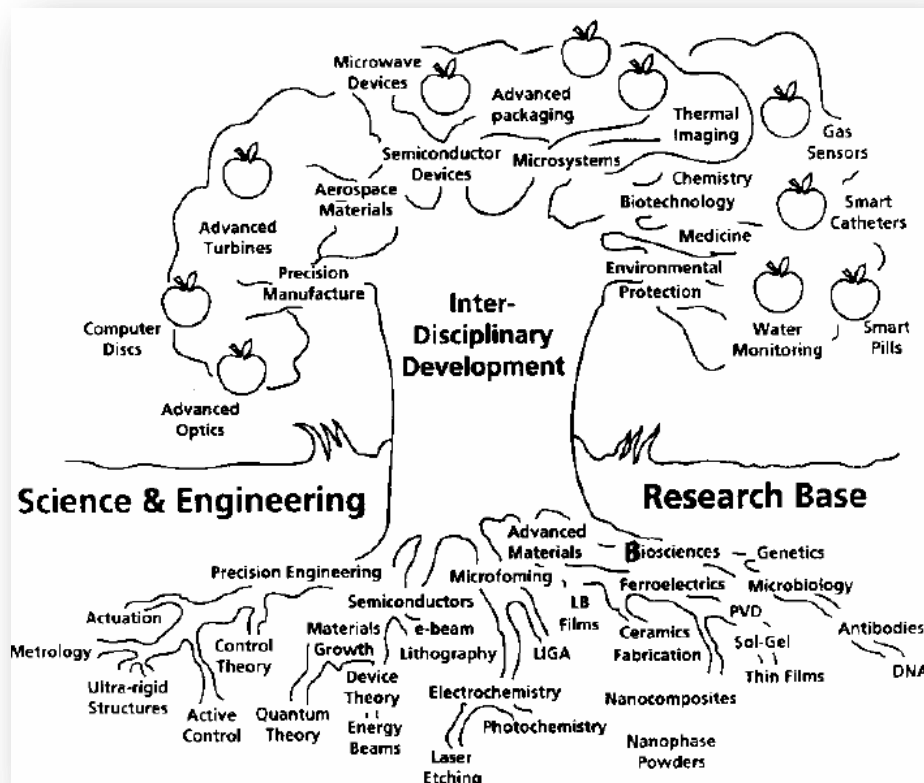 Microwave
Devices
Advanced
packaging
Thermal
Imaging
Gas
Sensors
Semiconductor
Devices
Microsystems
Chemistry
Biotechnology
Smart
Catheters
Aerospace
Materials
Advanced
Turbines
Medicine
Precision
Manufacture
Environmental
Protection
Inter-
Disciplinary
Development
Computer
Discs
Water
Monitoring
Smart
Pills
Advanced
Optics
Science & Engineering
Research Base
Advanced
Materials
Biosciences
Genetics
Precision Engineering
Microfoming
Ferroelectrics
Microbiology
Actuation
Semiconductors
LB
Films
PVD
Metrology
Control
Theory
Materials
Growth
e-beam
Lithography
LIGA
Ceramics
Fabrication
Sol-Gel
Antibodies
Thin Films
DNA
Ultra-rigid
Structures
Active
Control
Quantum
Theory
Device
Theory
Energy
Beams
Electrochemistry
Photochemistry
Laser
Etching
Nanocomposites
Nanophase
Powders